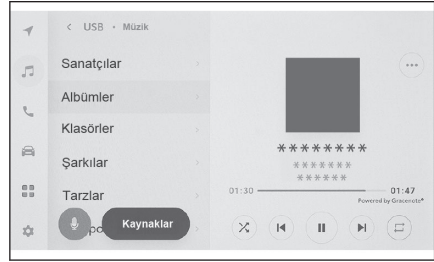 < USB • Müzik
Sanatçılar
Albümler
Klasörler
Şarkılar
Tarzlar
Kaynaklar
********
*******
******
01:30
01:47
Powered by Gracenote®